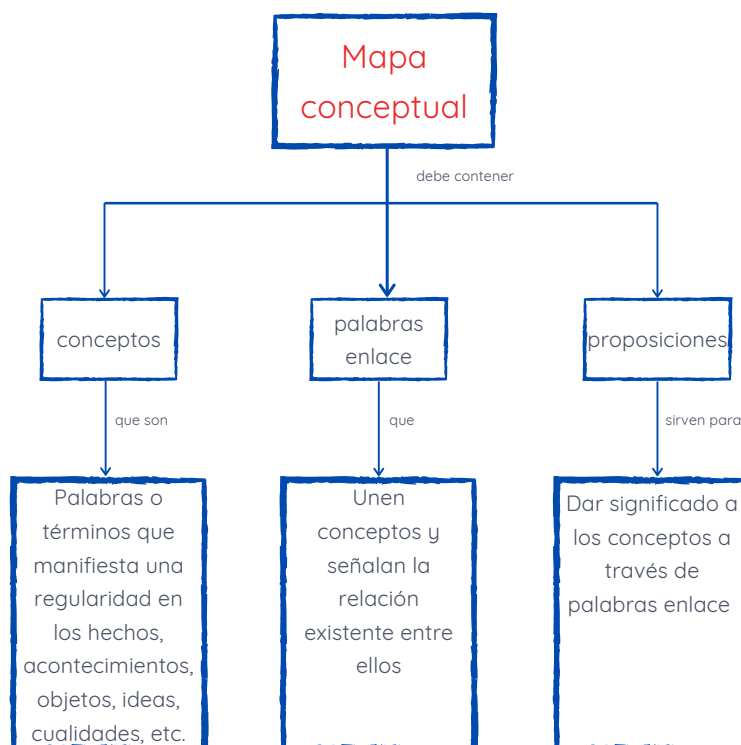 Mapa
conceptual
debe contener
conceptos
palabras
enlace
proposiciones
que son
que
sirven para
Palabras o
términos que
manifiesta una
regularidad en
los hechos,
acontecimientos,
objetos, ideas,
cualidades, etc.
Unen
conceptos y
señalan la
relación
existente entre
ellos
Dar significado a
los conceptos a
través de
palabras enlace